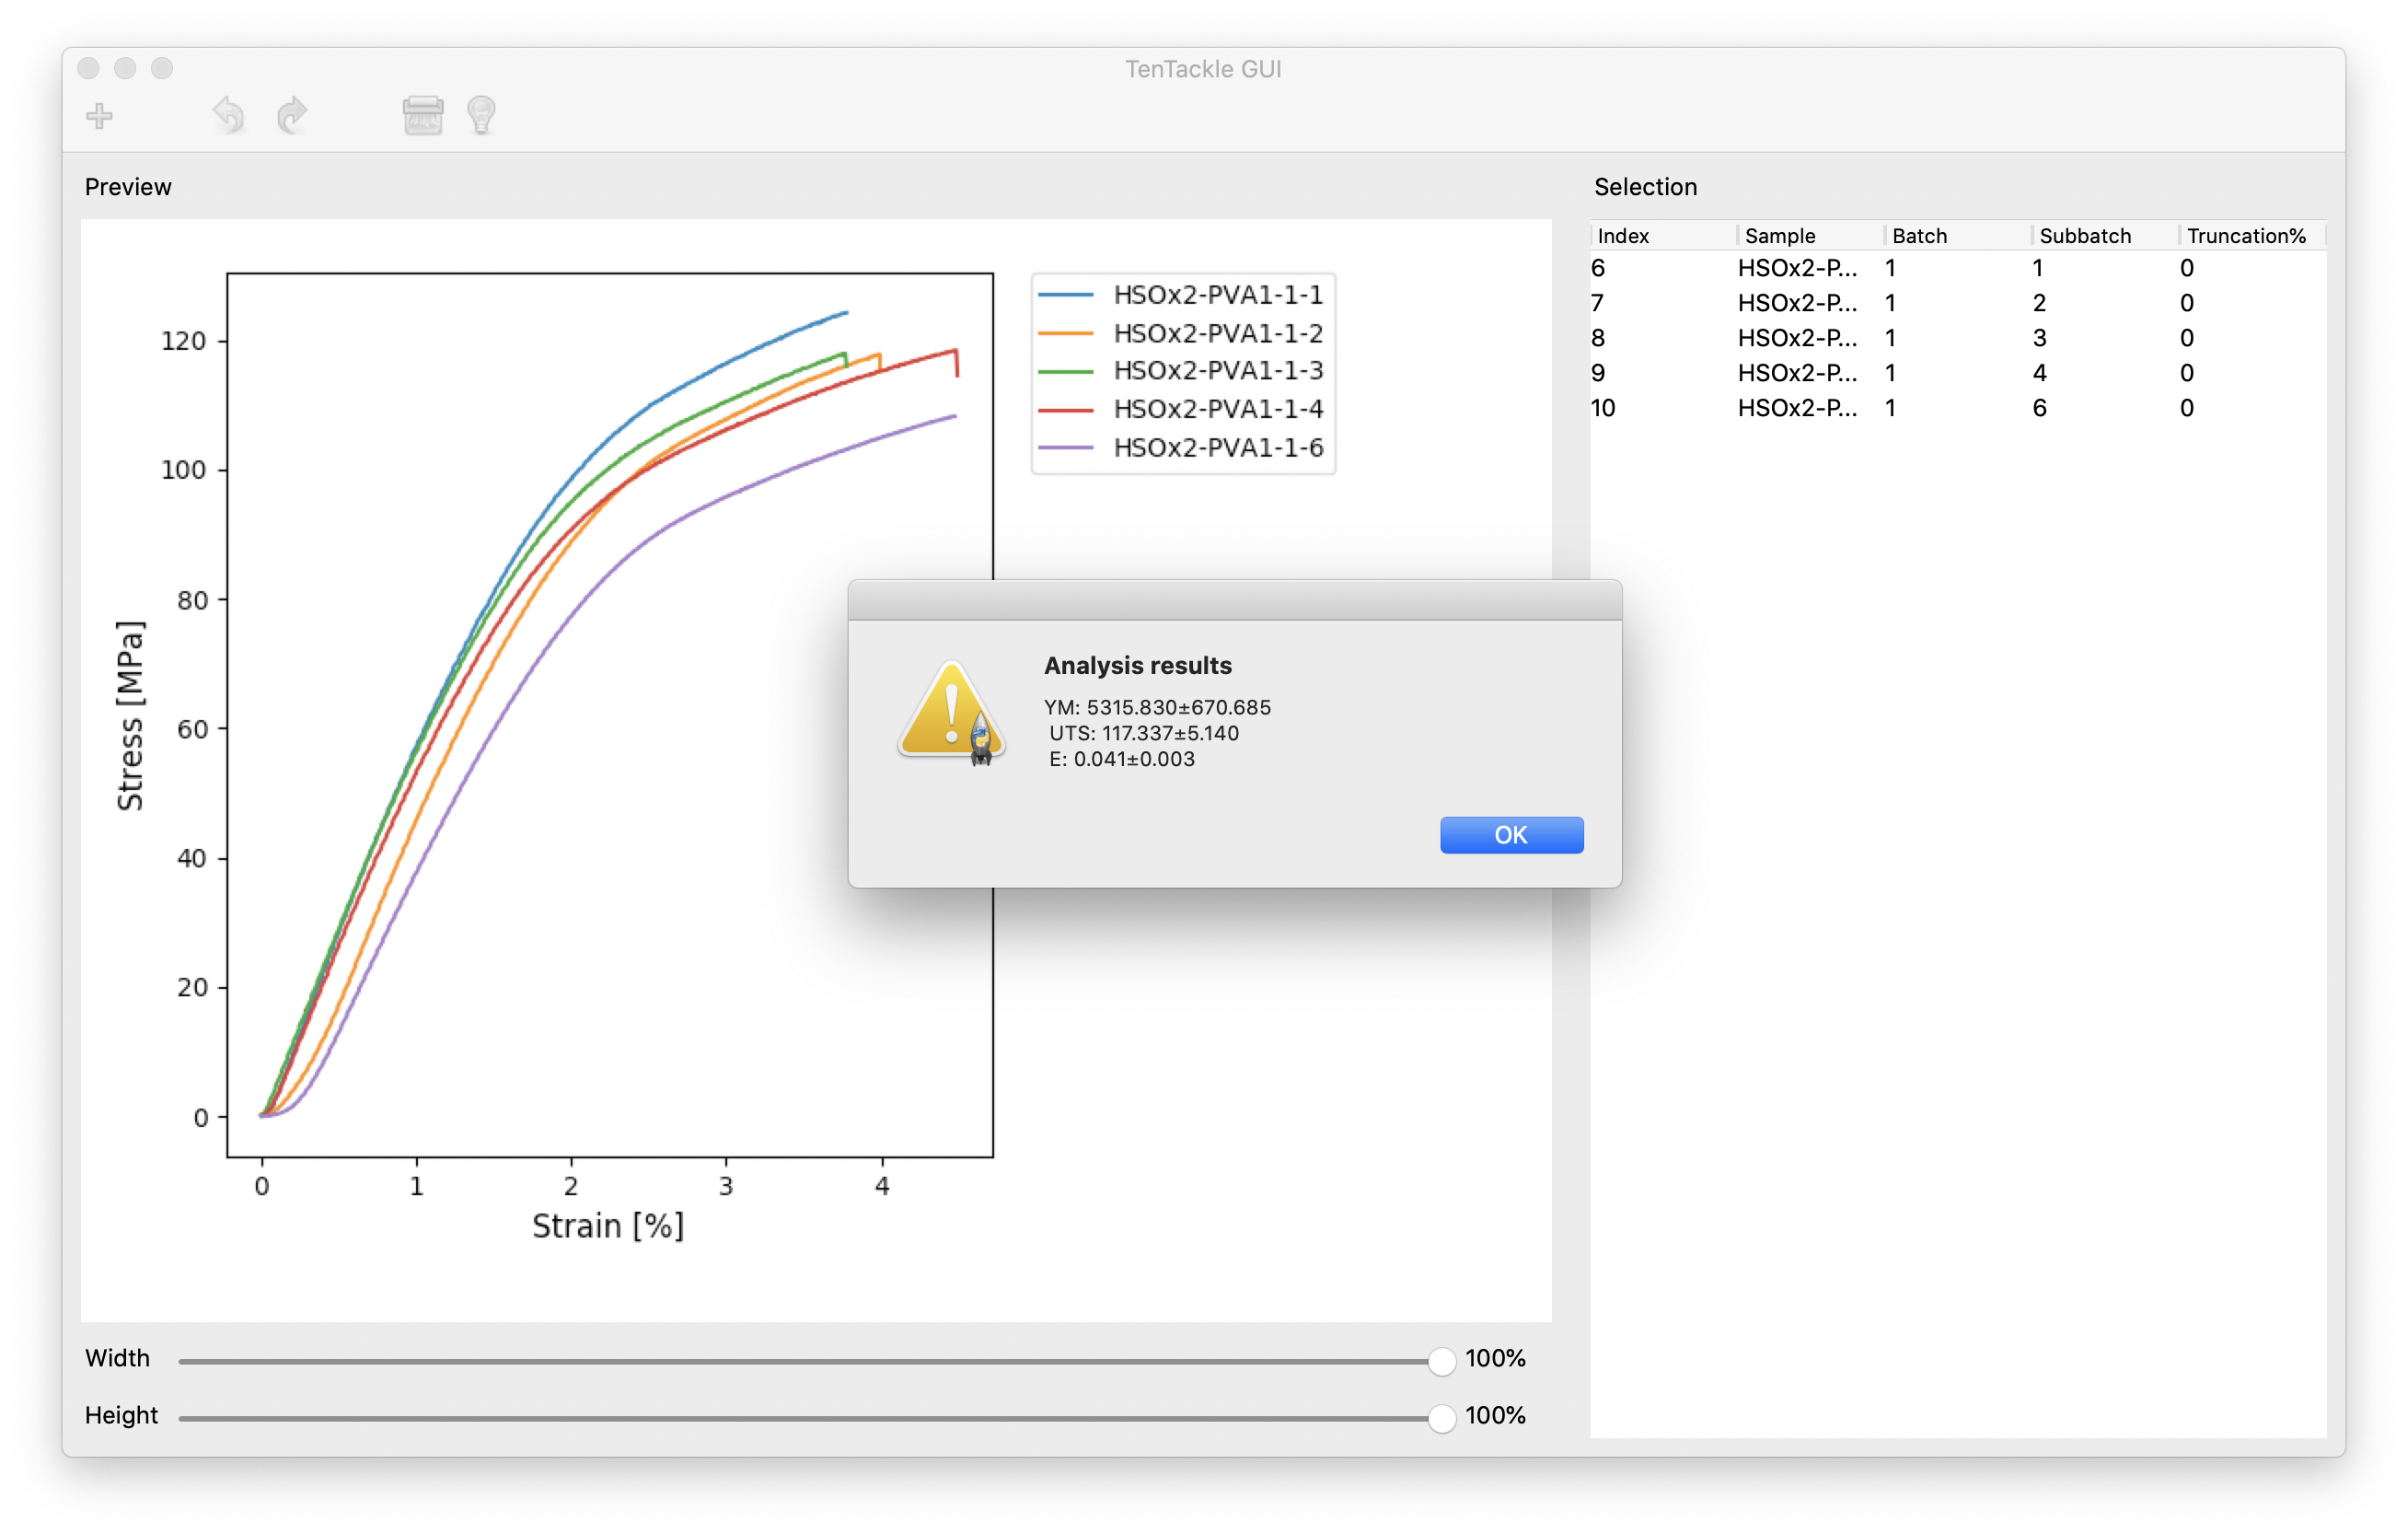 TenTackle GUI
Preview
Selection
Index Sample Batch Subbatch Truncation%
6 HSOx2-P... 1 1 0
7 HSOx2-P... 1 2 0
8 HSOx2-P... 1 3 0
9 HSOx2-P... 1 4 0
10 HSOx2-P... 1 6 0
HSOx2-PVA1-1-1
HSOx2-PVA1-1-2
HSOx2-PVA1-1-3
HSOx2-PVA1-1-4
HSOx2-PVA1-1-6
120
100
80
60
40
20
0
Stress [MPa]
0 1 2 3 4
Strain [%]
Analysis results
YM: 5315.830±670.685
UTS: 117.337±5.140
E: 0.041±0.003
OK
Width 100%
Height 100%